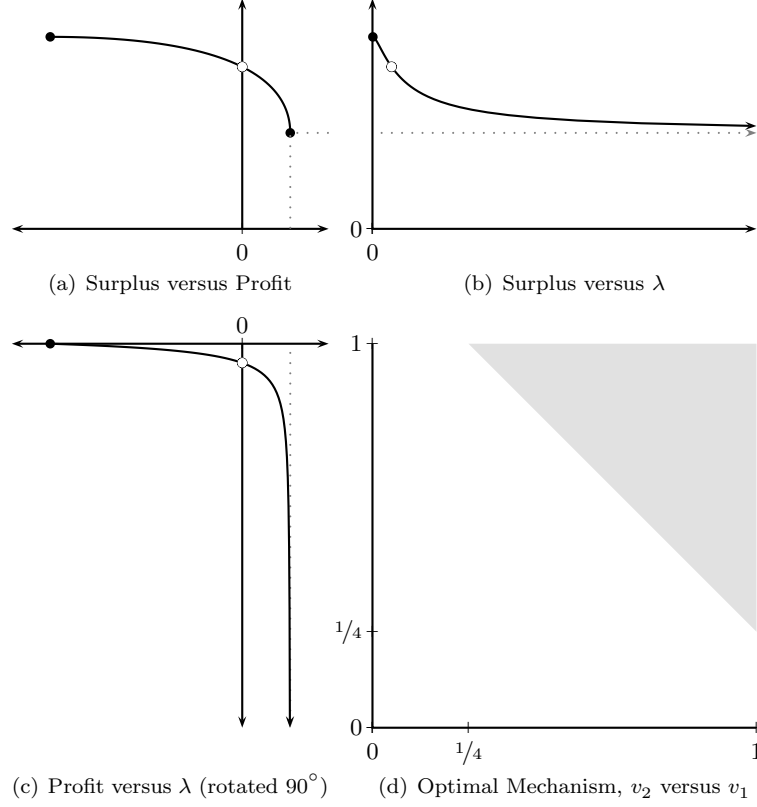 0
0
0
(a) Surplus versus Profit
(b) Surplus versus λ
0
1
1/4
0
0
1/4
1
(c) Profit versus λ (rotated 90°)
(d) Optimal Mechanism, v₂ versus v₁